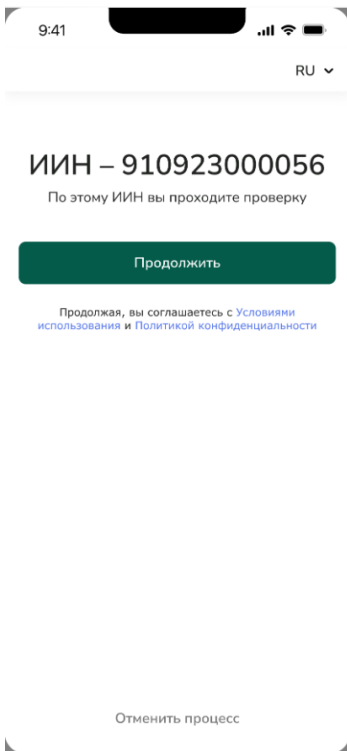 9:41
RU
ИИН – 910923000056
По этому ИИН вы проходите проверку
Продолжить
Продолжая, вы соглашаетесь с Условиями
использования и Политикой конфиденциальности
Отменить процесс